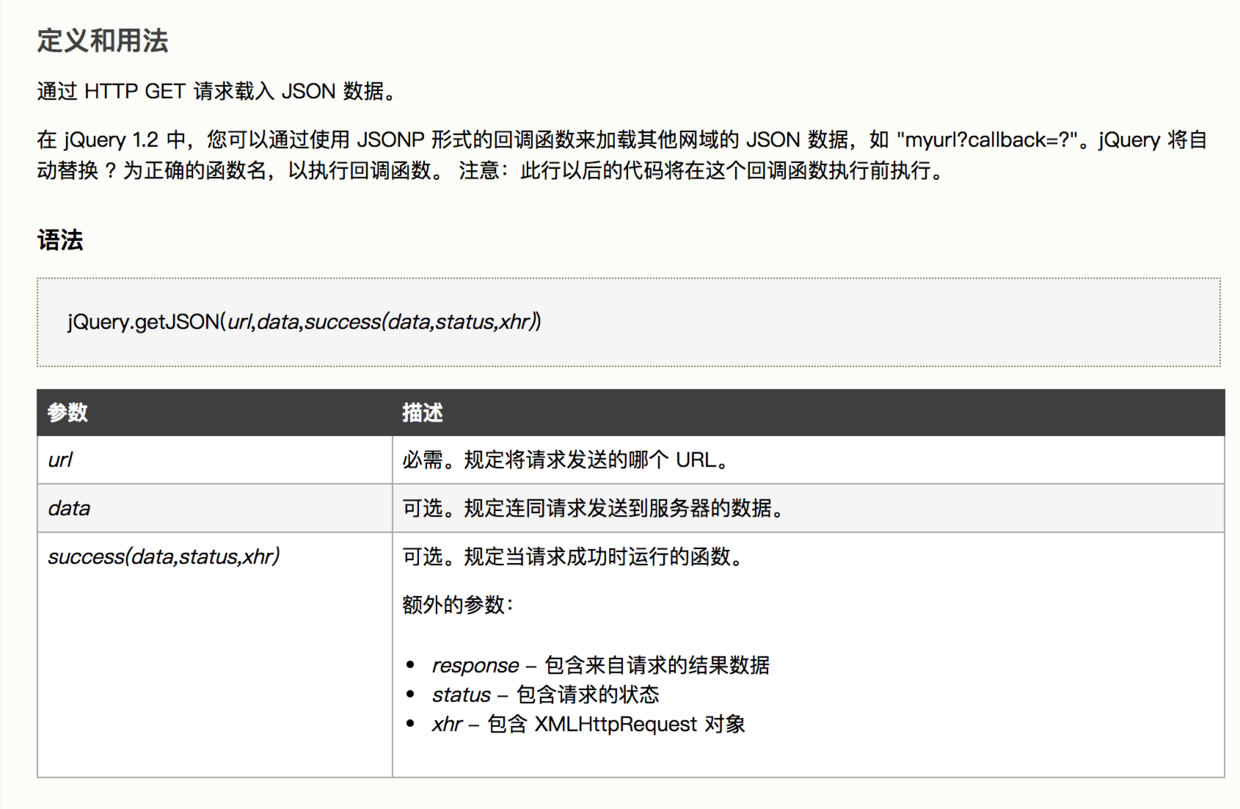 定义和用法
通过 HTTP GET 请求载入 JSON 数据。
在 jQuery 1.2 中，您可以通过使用 JSONP 形式的回调函数来加载其他网域的 JSON 数据，如 "myurl?callback=?"。jQuery 将自
动替换 ? 为正确的函数名，以执行回调函数。 注意：此行以后的代码将在这个回调函数执行前执行。
语法
jQuery.getJSON(url,data,success(data,status,xhr))
参数 描述
url 必需。规定将请求发送的哪个 URL。
data 可选。规定连同请求发送到服务器的数据。
success(data,status,xhr) 可选。规定当请求成功时运行的函数。
额外的参数：
• response – 包含来自请求的结果数据
• status – 包含请求的状态
• xhr – 包含 XMLHttpRequest 对象